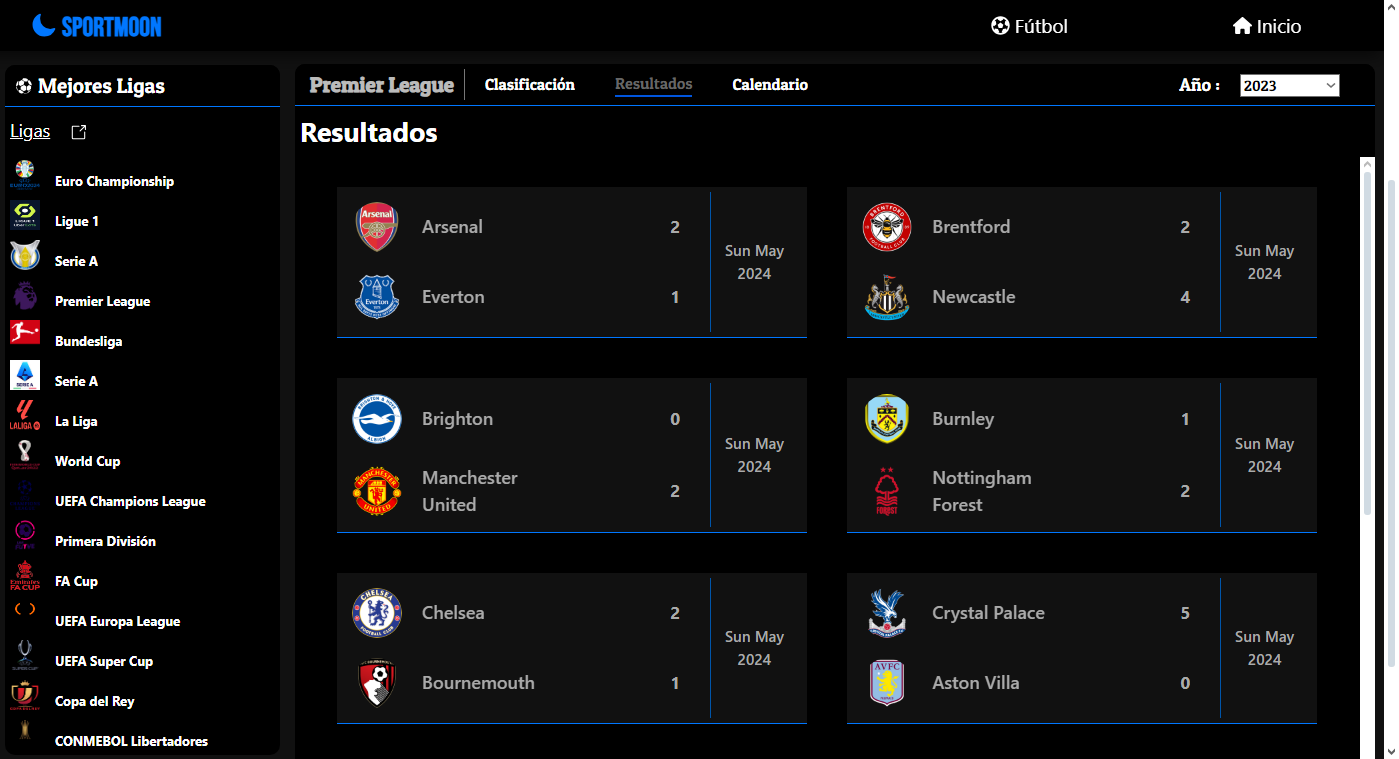 SPORTMOON
Fútbol
Inicio
Mejores Ligas
Ligas
Euro Championship
Ligue 1
Serie A
Premier League
Bundesliga
Serie A
La Liga
World Cup
UEFA Champions League
Primera División
FA Cup
UEFA Europa League
UEFA Super Cup
Copa del Rey
CONMEBOL Libertadores
Premier League
Clasificación
Resultados
Calendario
Año :
2023
Resultados
Arsenal 2
Everton 1
Sun May
2024
Brentford 2
Newcastle 4
Sun May
2024
Brighton 0
Manchester
United 2
Sun May
2024
Burnley 1
Nottingham
Forest 2
Sun May
2024
Chelsea 2
Bournemouth 1
Sun May
2024
Crystal Palace 5
Aston Villa 0
Sun May
2024